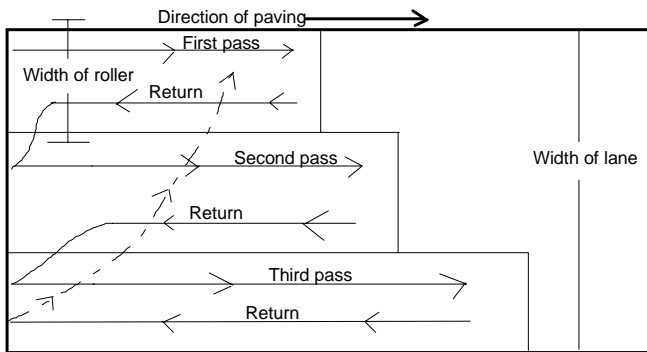 Direction of paving
First pass
Width of roller
Return
Second pass
Width of lane
Return
Third pass
Return